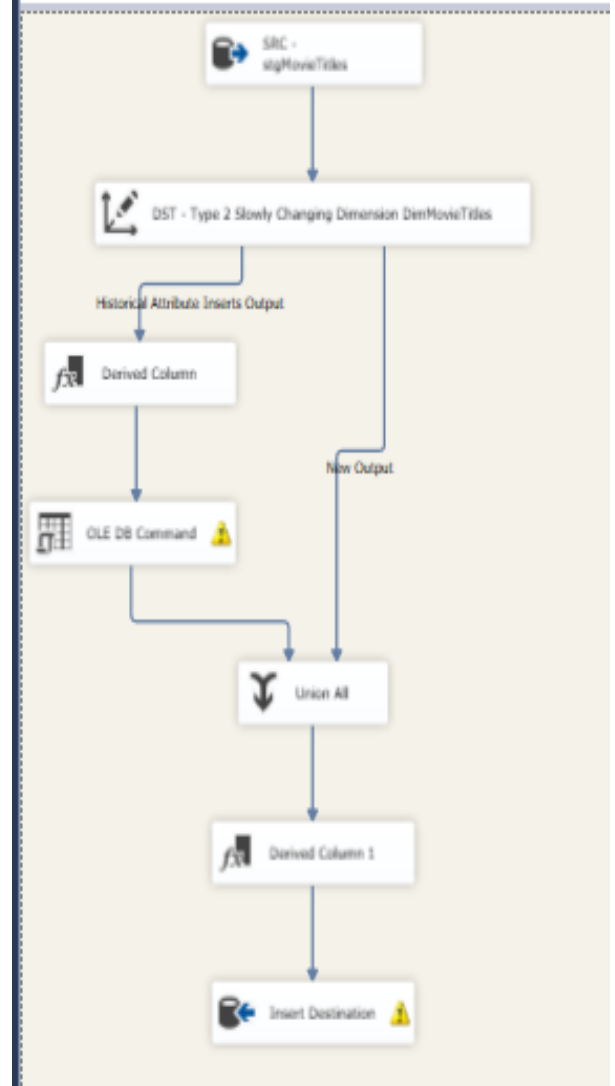 SRC -
stgMovieTitles
DST - Type 2 Slowly Changing Dimension DimMovieTitles
Historical Attribute Inserts Output
Derived Column
New Output
OLE DB Command
Union All
Derived Column 1
Insert Destination